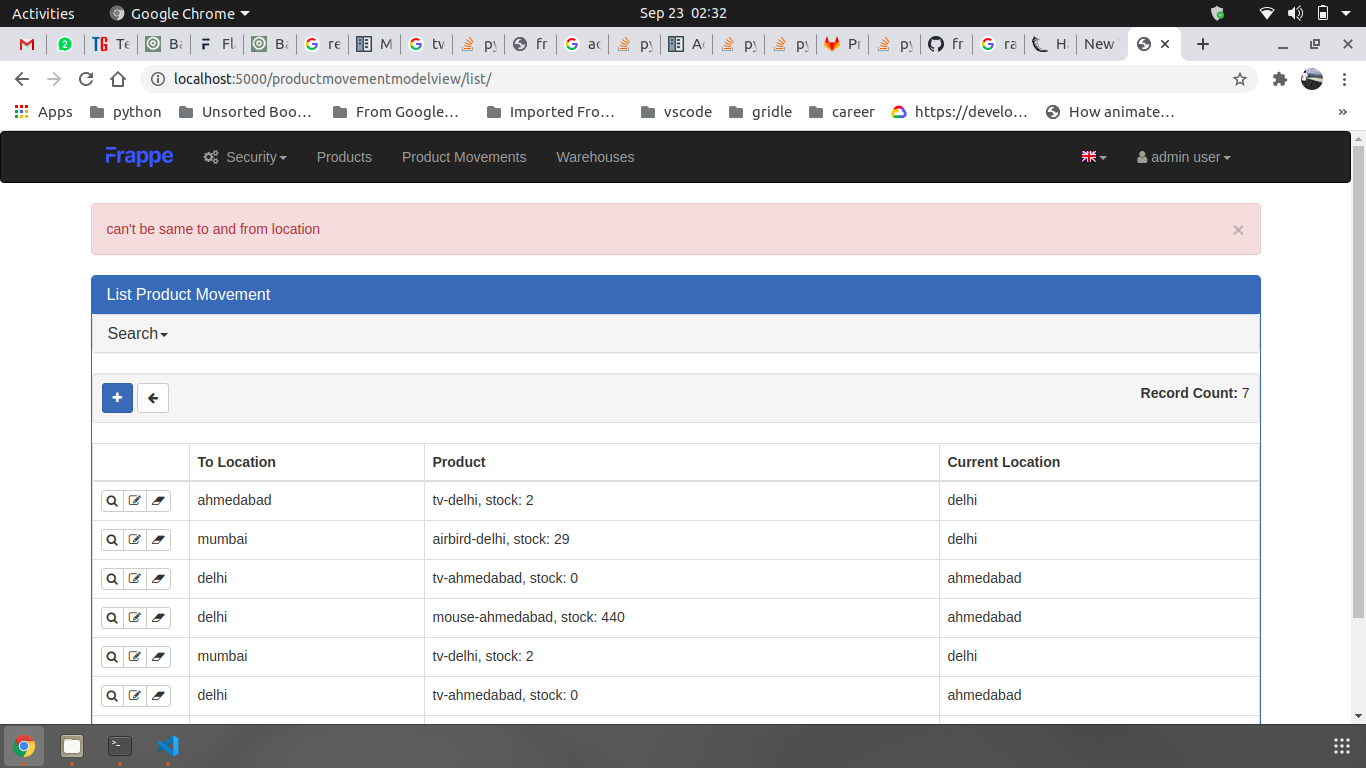 Activities Google Chrome Sep 23 02:32
2 TG Te Ba F Fl Ba re M tv py fr ac py Ac py py Pr py fr ra H New
localhost:5000/productmovementmodelview/list/
Apps python Unsorted Boo… From Google… Imported Fro… vscode gridle career https://develo… How animate… »
Frappe Security Products Product Movements Warehouses admin user
can't be same to and from location ×
List Product Movement
Search
Record Count: 7
To Location Product Current Location
ahmedabad tv-delhi, stock: 2 delhi
mumbai airbird-delhi, stock: 29 delhi
delhi tv-ahmedabad, stock: 0 ahmedabad
delhi mouse-ahmedabad, stock: 440 ahmedabad
mumbai tv-delhi, stock: 2 delhi
delhi tv-ahmedabad, stock: 0 ahmedabad